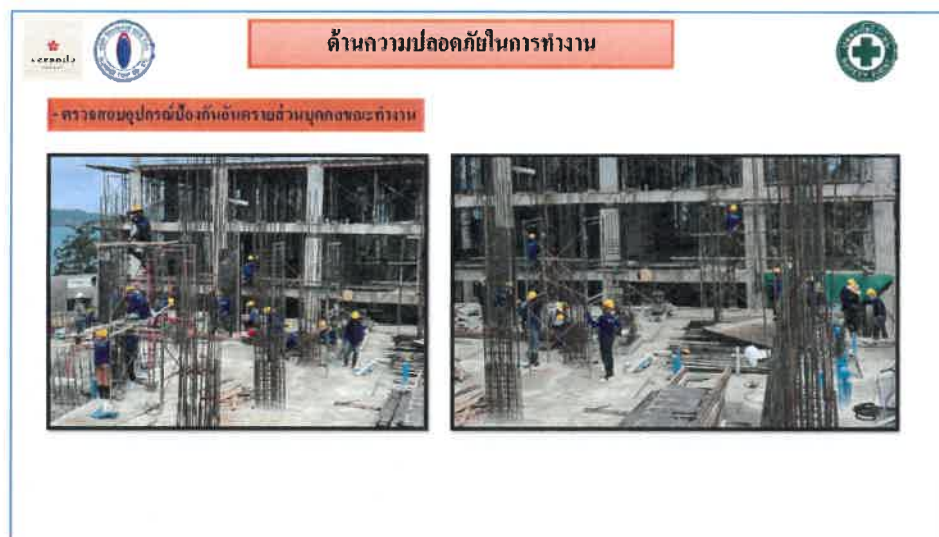 ด้านความปลอดภัยในการทำงาน
- ตรวจสอบอุปกรณ์ป้องกันอันตรายส่วนบุคคลขณะทำงาน